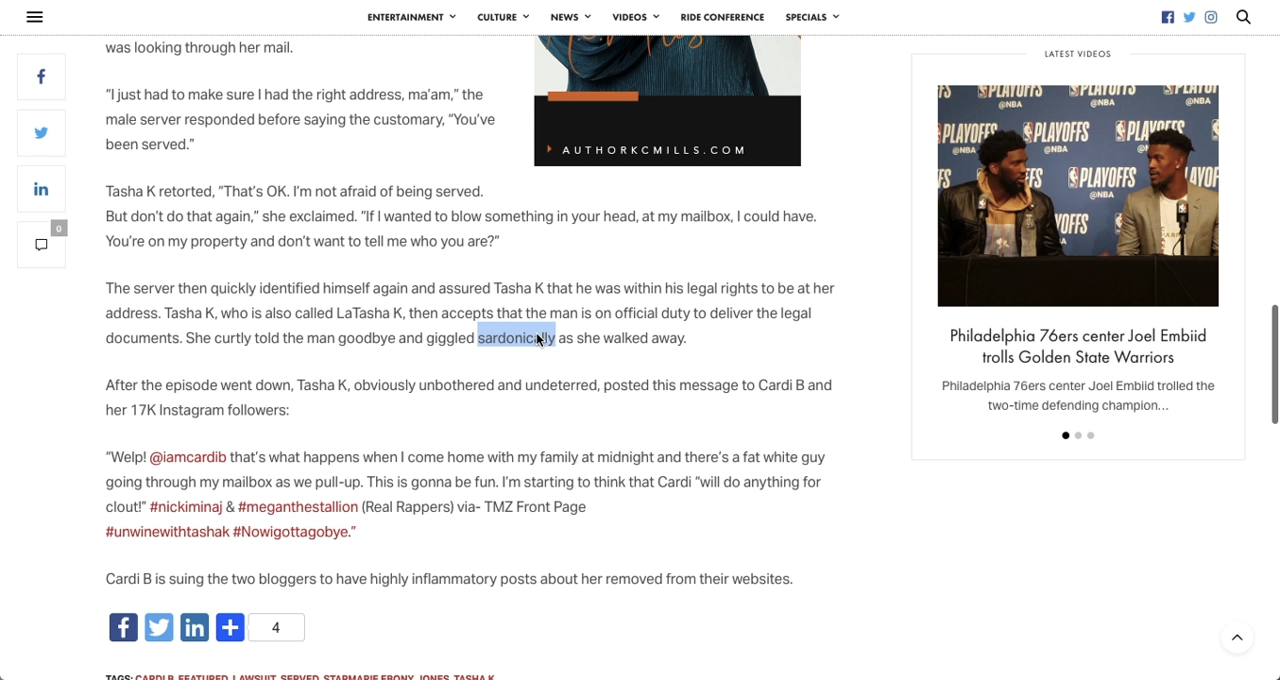 ENTERTAINMENT CULTURE NEWS VIDEOS RIDE CONFERENCE SPECIALS
was looking through her mail.
"I just had to make sure I had the right address, ma'am," the
male server responded before saying the customary, "You've
been served."
AUTHORKCMILLS.COM
Tasha K retorted, "That's OK. I'm not afraid of being served.
But don't do that again," she exclaimed. "If I wanted to blow something in your head, at my mailbox, I could have.
You're on my property and don't want to tell me who you are?"
The server then quickly identified himself again and assured Tasha K that he was within his legal rights to be at her
address. Tasha K, who is also called LaTasha K, then accepts that the man is on official duty to deliver the legal
documents. She curtly told the man goodbye and giggled sardonically as she walked away.
After the episode went down, Tasha K, obviously unbothered and undeterred, posted this message to Cardi B and
her 17K Instagram followers:
"Welp! @iamcardib that's what happens when I come home with my family at midnight and there's a fat white guy
going through my mailbox as we pull-up. This is gonna be fun. I'm starting to think that Cardi "will do anything for
clout!" #nickiminaj & #meganthestallion (Real Rappers) via- TMZ Front Page
#unwinewithtashak #Nowigottagobye."
Cardi B is suing the two bloggers to have highly inflammatory posts about her removed from their websites.
4
TAGS: CARDI B, FEATURED, LAWSUIT, SERVED, STARMARIE EBONY JONES, TASHA K
0
LATEST VIDEOS
PLAYOFFS
@NBA
Philadelphia 76ers center Joel Embiid
trolls Golden State Warriors
Philadelphia 76ers center Joel Embiid trolled the
two-time defending champion...